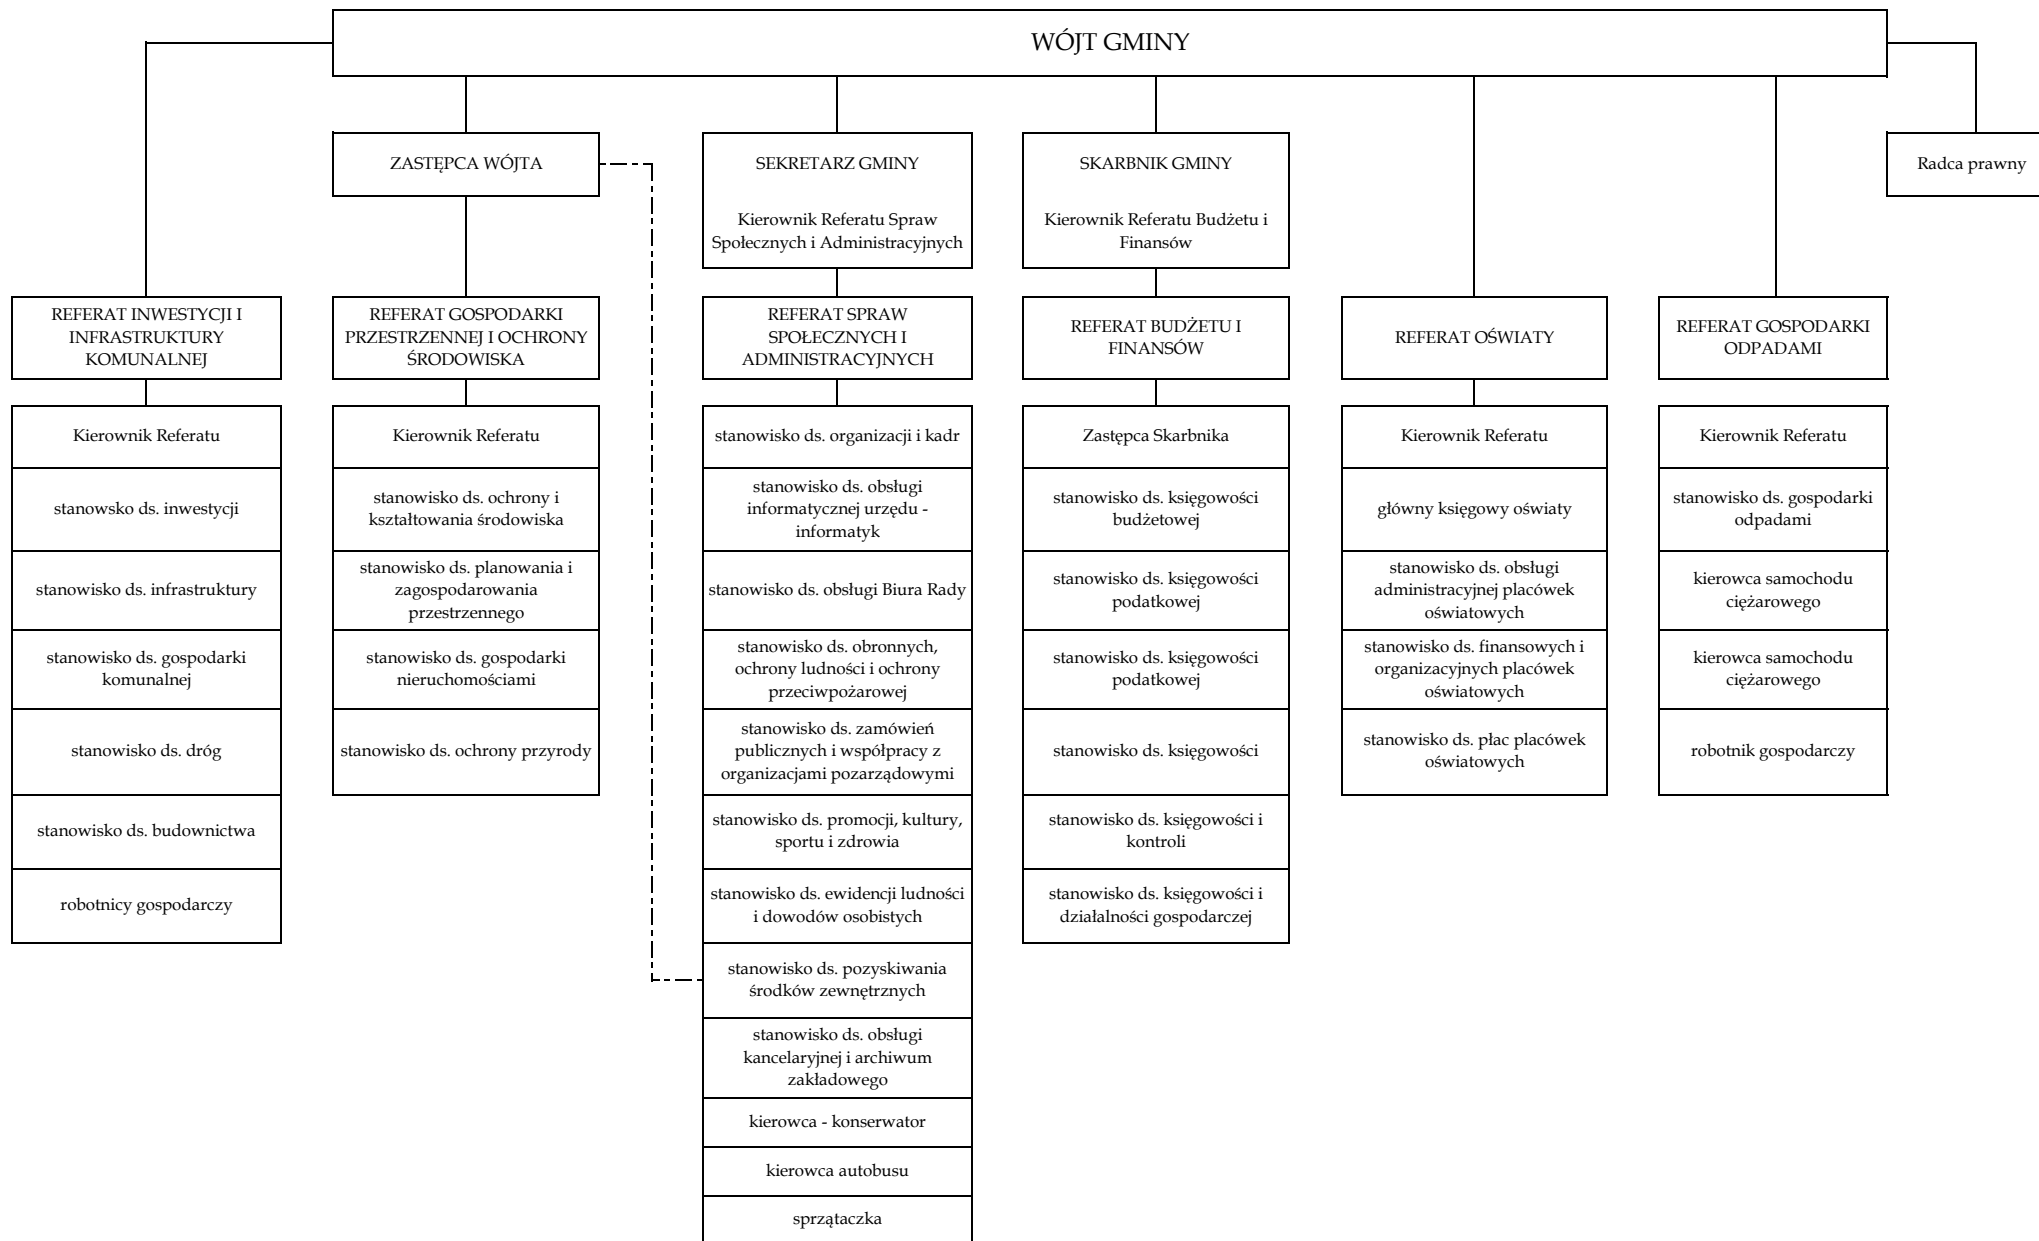 WÓJT GMINY
ZASTĘPCA WÓJTA
SEKRETARZ GMINY
Kierownik Referatu Spraw
Społecznych i Administracyjnych
SKARBNIK GMINY
Kierownik Referatu Budżetu i
Finansów
Radca prawny
REFERAT INWESTYCJI I
INFRASTRUKTURY
KOMUNALNEJ
Kierownik Referatu
stanowsko ds. inwestycji
stanowisko ds. infrastruktury
stanowisko ds. gospodarki
komunalnej
stanowisko ds. dróg
stanowisko ds. budownictwa
robotnicy gospodarczy
REFERAT GOSPODARKI
PRZESTRZENNEJ I OCHRONY
ŚRODOWISKA
Kierownik Referatu
stanowisko ds. ochrony i
kształtowania środowiska
stanowisko ds. planowania i
zagospodarowania
przestrzennego
stanowisko ds. gospodarki
nieruchomościami
stanowisko ds. ochrony przyrody
REFERAT SPRAW
SPOŁECZNYCH I
ADMINISTRACYJNYCH
stanowisko ds. organizacji i kadr
stanowisko ds. obsługi
informatycznej urzędu -
informatyk
stanowisko ds. obsługi Biura Rady
stanowisko ds. obronnych,
ochrony ludności i ochrony
przeciwpożarowej
stanowisko ds. zamówień
publicznych i współpracy z
organizacjami pozarządowymi
stanowisko ds. promocji, kultury,
sportu i zdrowia
stanowisko ds. ewidencji ludności
i dowodów osobistych
stanowisko ds. pozyskiwania
środków zewnętrznych
stanowisko ds. obsługi
kancelaryjnej i archiwum
zakładowego
kierowca - konserwator
kierowca autobusu
sprzątaczka
REFERAT BUDŻETU I
FINANSÓW
Zastępca Skarbnika
stanowisko ds. księgowości
budżetowej
stanowisko ds. księgowości
podatkowej
stanowisko ds. księgowości
podatkowej
stanowisko ds. księgowości
stanowisko ds. księgowości i
kontroli
stanowisko ds. księgowości i
działalności gospodarczej
REFERAT OŚWIATY
Kierownik Referatu
główny księgowy oświaty
stanowisko ds. obsługi
administracyjnej placówek
oświatowych
stanowisko ds. finansowych i
organizacyjnych placówek
oświatowych
stanowisko ds. płac placówek
oświatowych
REFERAT GOSPODARKI
ODPADAMI
Kierownik Referatu
stanowisko ds. gospodarki
odpadami
kierowca samochodu
ciężarowego
kierowca samochodu
ciężarowego
robotnik gospodarczy